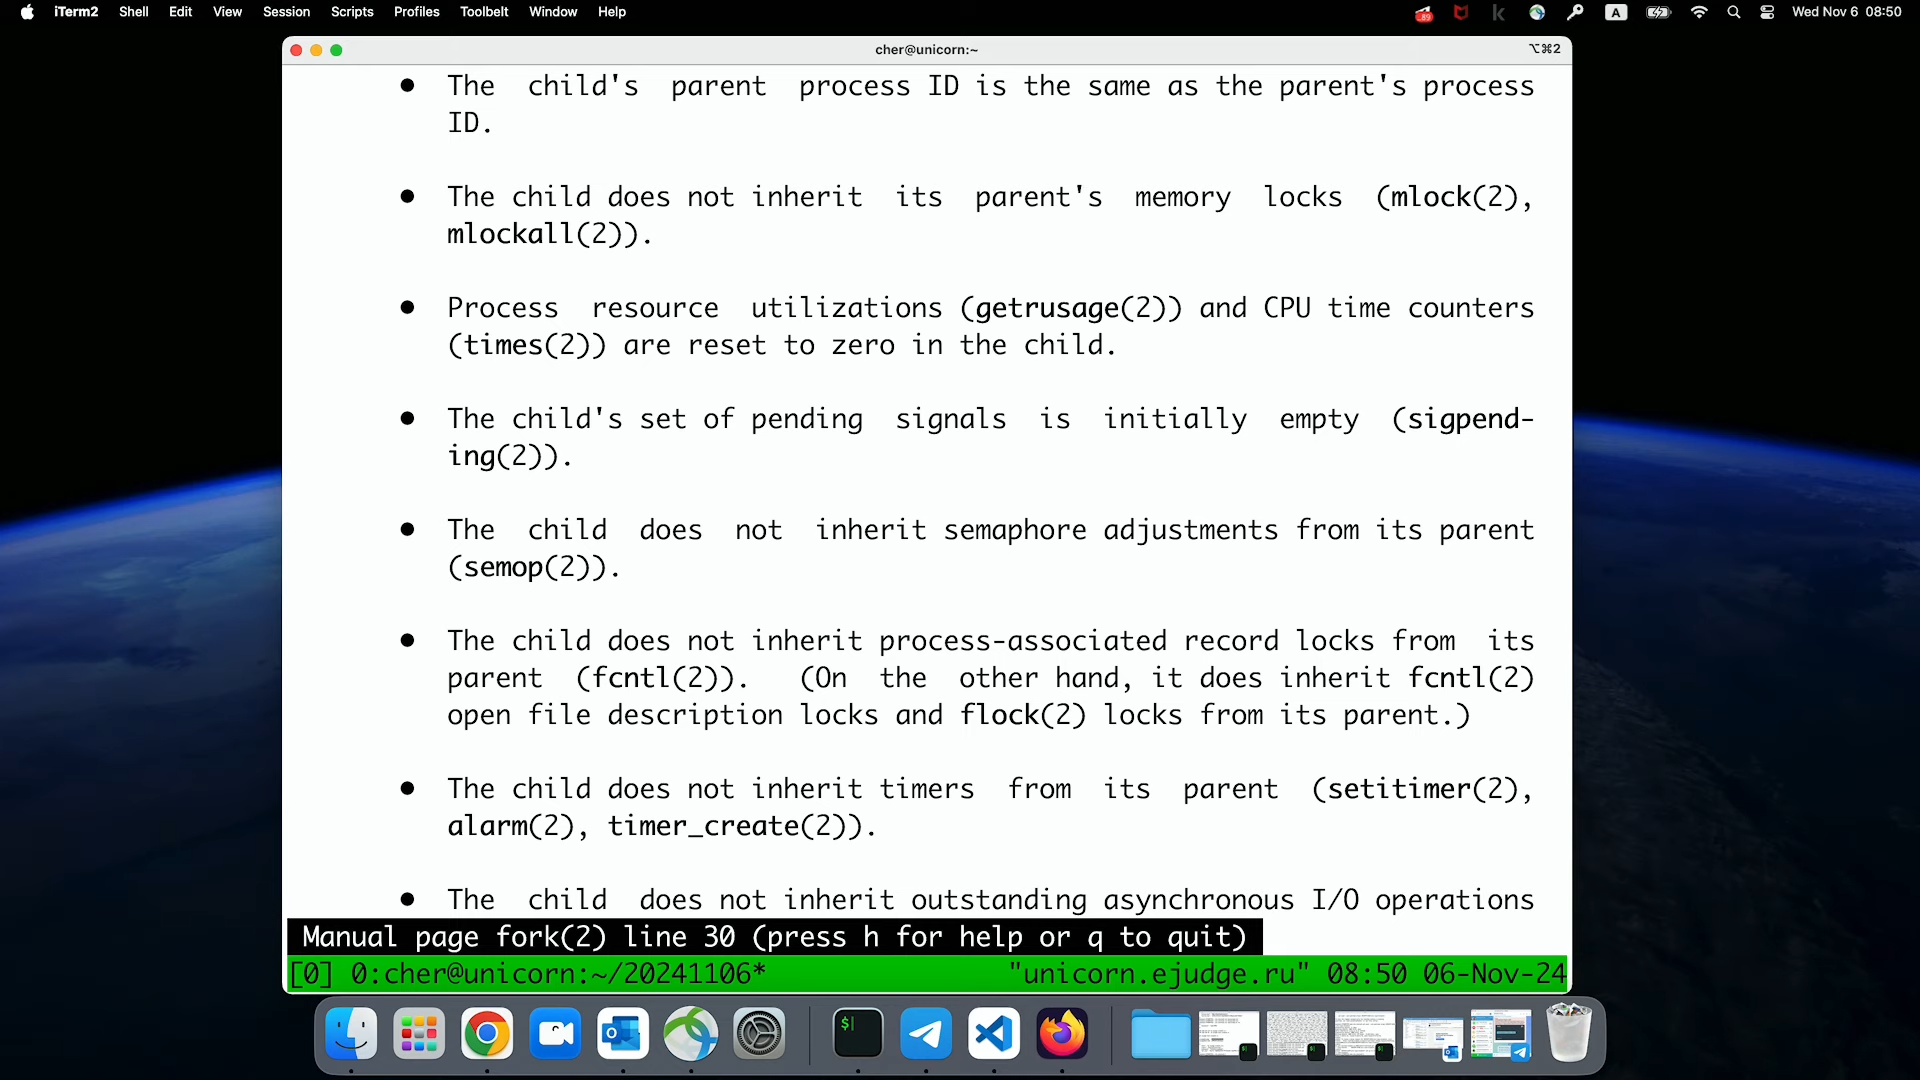 iTerm2 Shell Edit View Session Scripts Profiles Toolbelt Window Help A Wed Nov 6 08:50
cher@unicorn:~ ⌥⌘2
● The child's parent process ID is the same as the parent's process
ID.
● The child does not inherit its parent's memory locks (mlock(2),
mlockall(2)).
● Process resource utilizations (getrusage(2)) and CPU time counters
(times(2)) are reset to zero in the child.
● The child's set of pending signals is initially empty (sigpend-
ing(2)).
● The child does not inherit semaphore adjustments from its parent
(semop(2)).
● The child does not inherit process-associated record locks from its
parent (fcntl(2)). (On the other hand, it does inherit fcntl(2)
open file description locks and flock(2) locks from its parent.)
● The child does not inherit timers from its parent (setitimer(2),
alarm(2), timer_create(2)).
● The child does not inherit outstanding asynchronous I/O operations
Manual page fork(2) line 30 (press h for help or q to quit)
[0] 0:cher@unicorn:~/20241106* "unicorn.ejudge.ru" 08:50 06-Nov-24
$